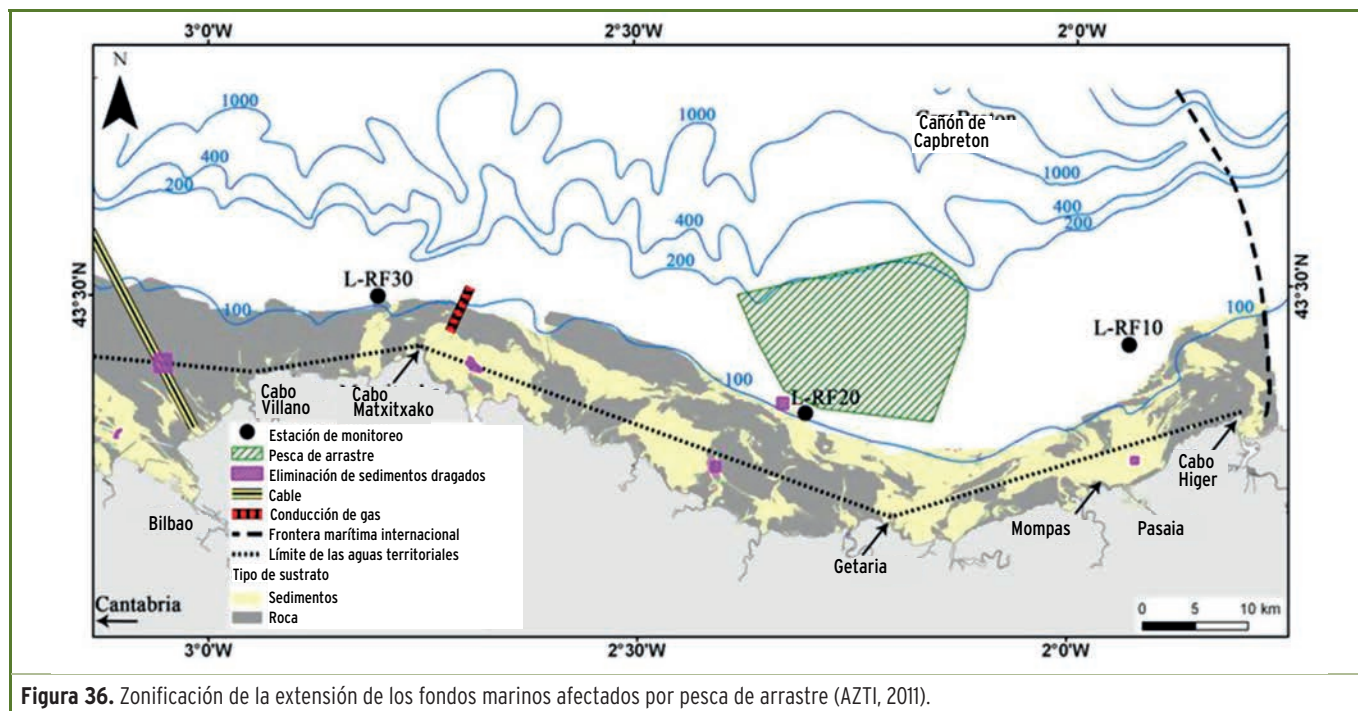 3°0'W
2°30'W
2°0'W
N
1000
1000
Cañón de
Capbreton
400
200
1000
400
400
200
200
43°30'N
L-RF30
100
43°30'N
100
L-RF10
100
L-RF20
Cabo
Villano
Cabo
Matxitxako
Estación de monitoreo
Pesca de arrastre
Eliminación de sedimentos dragados
Cable
Conducción de gas
Frontera marítima internacional
Límite de las aguas territoriales
Tipo de sustrato
Sedimentos
Roca
Bilbao
Cantabria
Getaria
Mompas
Pasaia
Cabo
Higer
0 5 10 km
3°0'W
2°30'W
2°0'W
Figura 36. Zonificación de la extensión de los fondos marinos afectados por pesca de arrastre (AZTI, 2011).